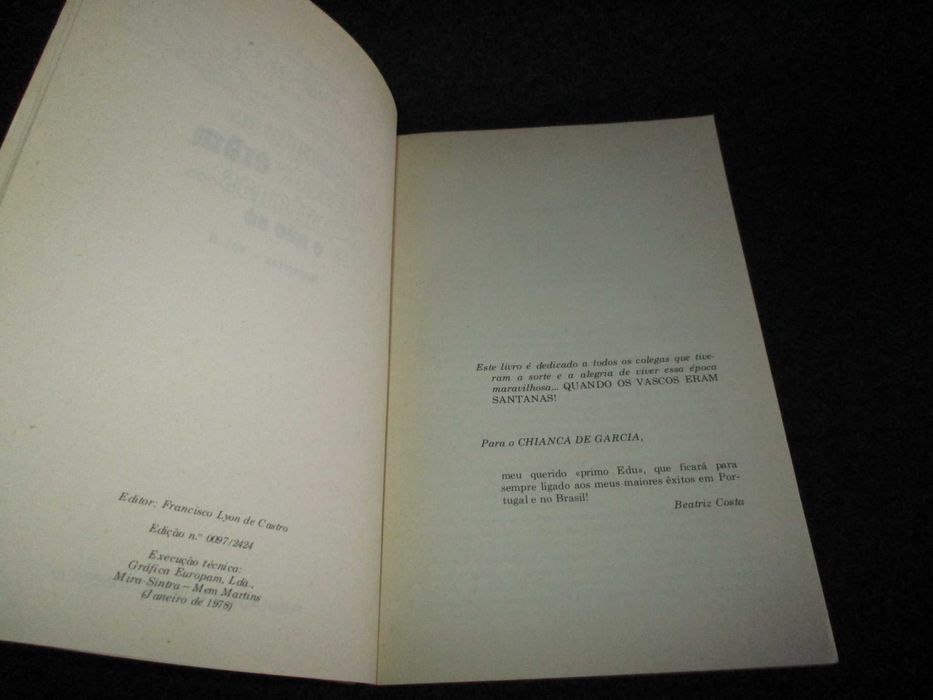 Editor: Francisco Lyon de Castro
Edição n.º 0097/2424
Execução técnica:
Gráfica Europam, Lda.,
Mira-Sintra — Mem Martins
(Janeiro de 1978)
Este livro é dedicado a todos os colegas que tive-
ram a sorte e a alegria de viver essa época
maravilhosa... QUANDO OS VASCOS ERAM
SANTANAS!
Para o CHIANCA DE GARCIA,
meu querido «primo Edu», que ficará para
sempre ligado aos meus maiores êxitos em Por-
tugal e no Brasil!
Beatriz Costa